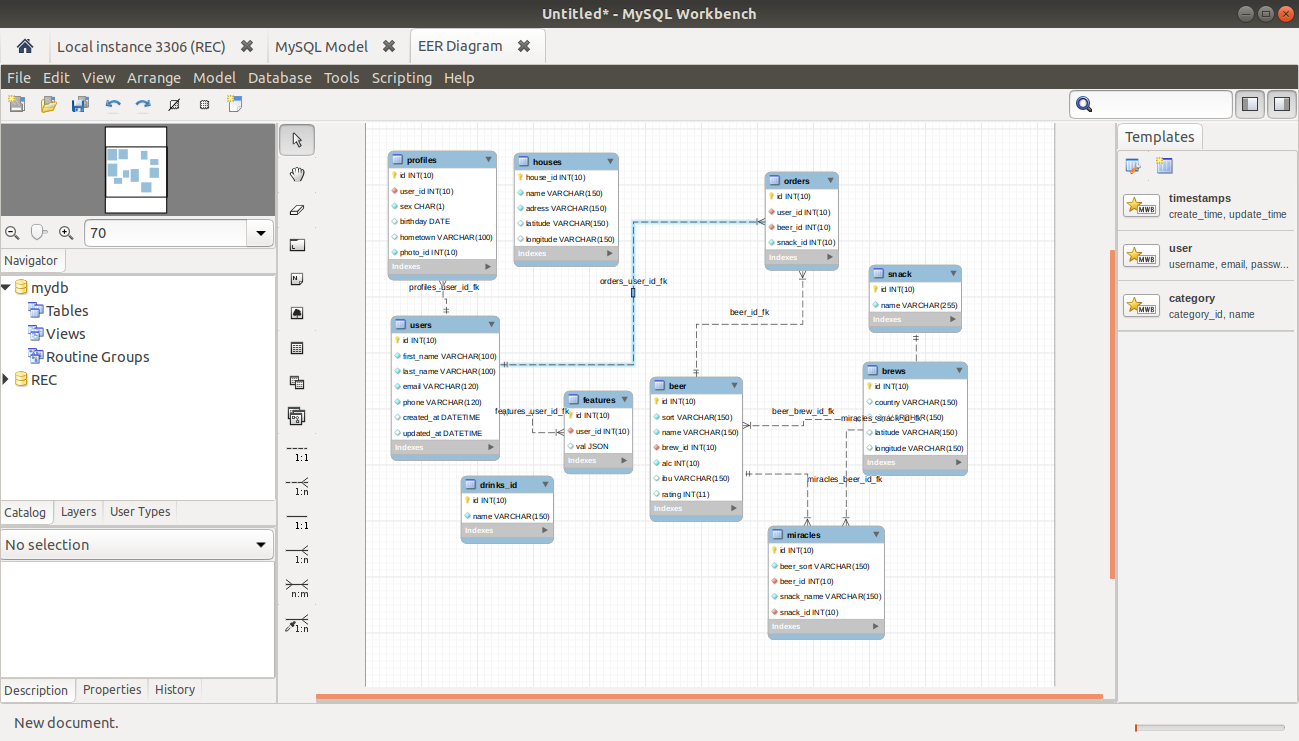 Untitled* - MySQL Workbench
Local instance 3306 (REC)
MySQL Model
EER Diagram
File Edit View Arrange Model Database Tools Scripting Help
70
Navigator
mydb
Tables
Views
Routine Groups
REC
Catalog Layers User Types
No selection
Description Properties History
New document.
1:1
1:n
1:1
1:n
n:m
1:n
profiles
id INT(10)
user_id INT(10)
sex CHAR(1)
birthday DATE
hometown VARCHAR(100)
photo_id INT(10)
Indexes
houses
house_id INT(10)
name VARCHAR(150)
adress VARCHAR(150)
latitude VARCHAR(150)
longitude VARCHAR(150)
Indexes
orders
id INT(10)
user_id INT(10)
beer_id INT(10)
snack_id INT(10)
Indexes
profiles_user_id_fk
orders_user_id_fk
beer_id_fk
snack
id INT(10)
name VARCHAR(255)
Indexes
users
id INT(10)
first_name VARCHAR(100)
last_name VARCHAR(100)
email VARCHAR(120)
phone VARCHAR(120)
created_at DATETIME
updated_at DATETIME
Indexes
features_user_id_fk
features
id INT(10)
user_id INT(10)
val JSON
Indexes
beer
id INT(10)
sort VARCHAR(150)
name VARCHAR(150)
brew_id INT(10)
alc INT(10)
ibu VARCHAR(150)
rating INT(11)
Indexes
beer_brew_id_fk
brews
id INT(10)
country VARCHAR(150)
latitude VARCHAR(150)
longitude VARCHAR(150)
Indexes
miracles_beer_id_fk
drinks_id
id INT(10)
name VARCHAR(150)
Indexes
miracles
id INT(10)
beer_sort VARCHAR(150)
beer_id INT(10)
snack_name VARCHAR(150)
snack_id INT(10)
Indexes
Templates
timestamps
create_time, update_time
user
username, email, passw...
category
category_id, name